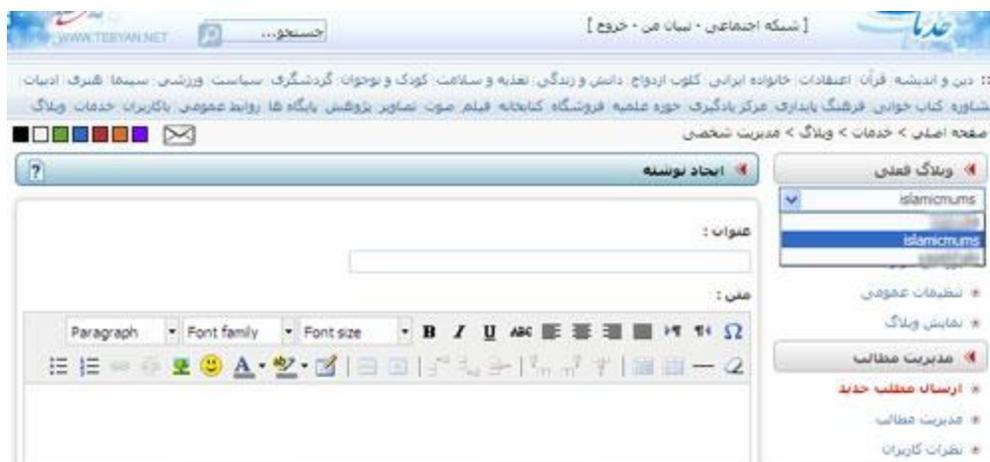 WWW.TEBYAN.NET
جستجو...
[ شبکه اجتماعی - تبیان من - خروج ]
خدمات
:: دین و اندیشه قرآن اعتقادات خانواده ایرانی کلوب ازدواج دانش و زندگی تغذیه و سلامت کودک و نوجوان گردشگری سیاست ورزشی سینما هنری ادبیات
مشاوره کتاب خوانی فرهنگ پایداری مرکز یادگیری حوزه علمیه فروشگاه کتابخانه فیلم صوت تصاویر پژوهش پایگاه ها روابط عمومی باکاربران خدمات وبلاگ
صفحه اصلی > خدمات > وبلاگ > مدیریت شخصی
وبلاگ فعلی
islamicmums
islamicmums
تنظیمات عمومی
نمایش وبلاگ
مدیریت مطالب
ارسال مطلب جدید
مدیریت مطالب
نظرات کاربران
ایجاد نوشته
?
عنوان :
متن :
Paragraph Font family Font size B I U ABC Ω